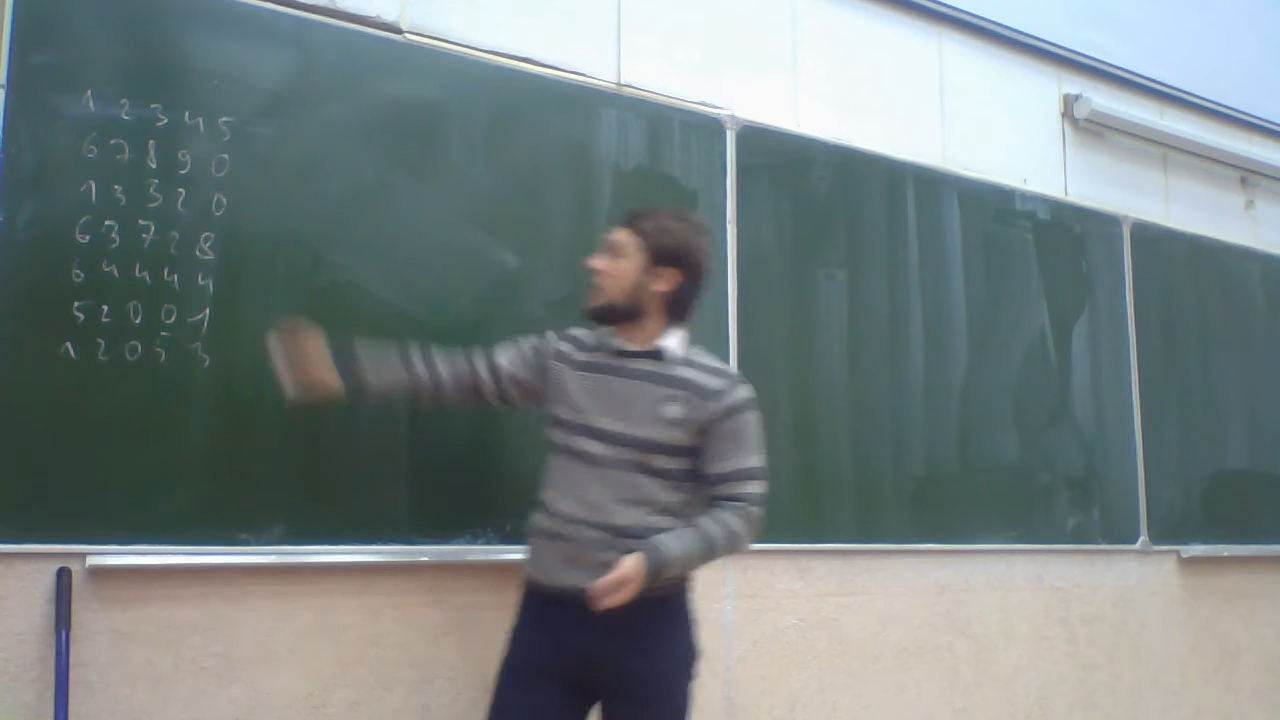 1 2 3 4 5
6 7 8 9 0
1 3 3 2 0
6 3 7 2 8
6 4 4 4 4
5 2 0 0 1
1 2 0 5 3